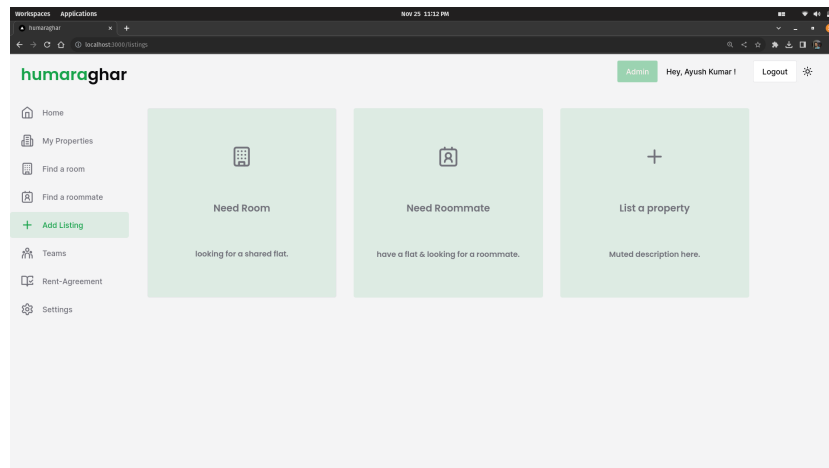 Workspaces Applications Nov 25 11:12 PM
humaraghar
localhost:3000/listings
humaraghar
Admin Hey, Ayush Kumar ! Logout
Home
My Properties
Find a room
Find a roommate
Add Listing
Teams
Rent-Agreement
Settings
Need Room
looking for a shared flat.
Need Roommate
have a flat & looking for a roommate.
List a property
Muted description here.